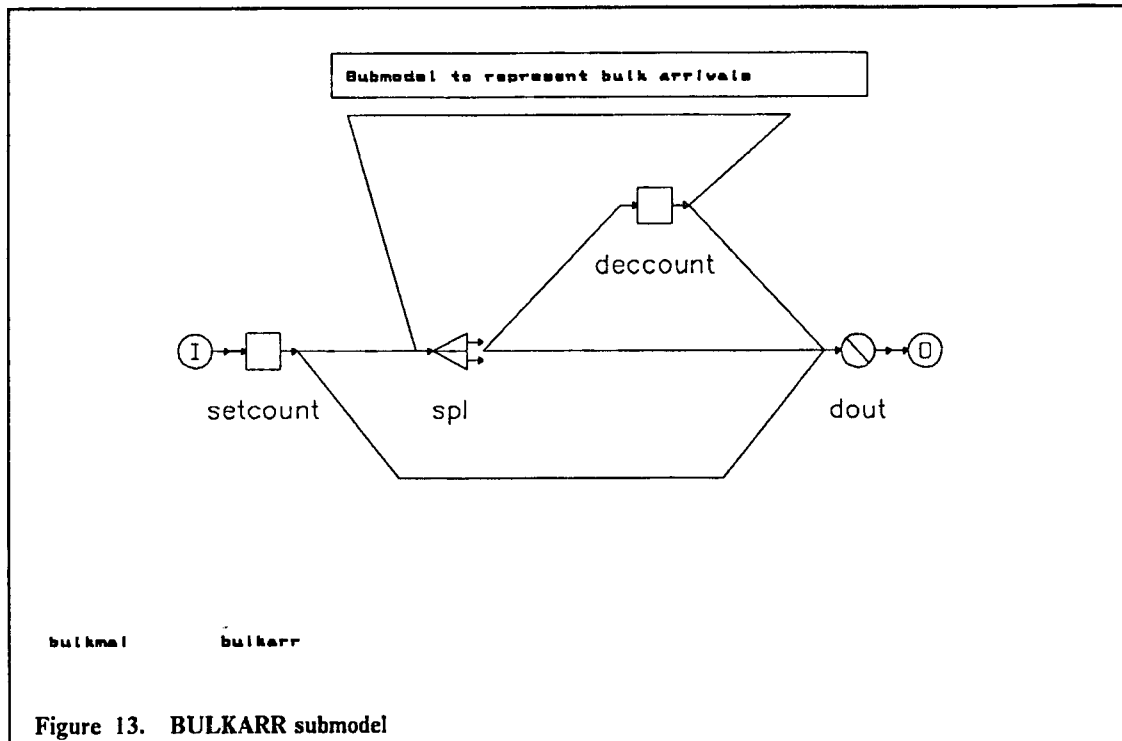 Submodel to represent bulk arrivals
deccount
I
O
setcount
spl
dout
bulkmal bulkarr
Figure 13. BULKARR submodel